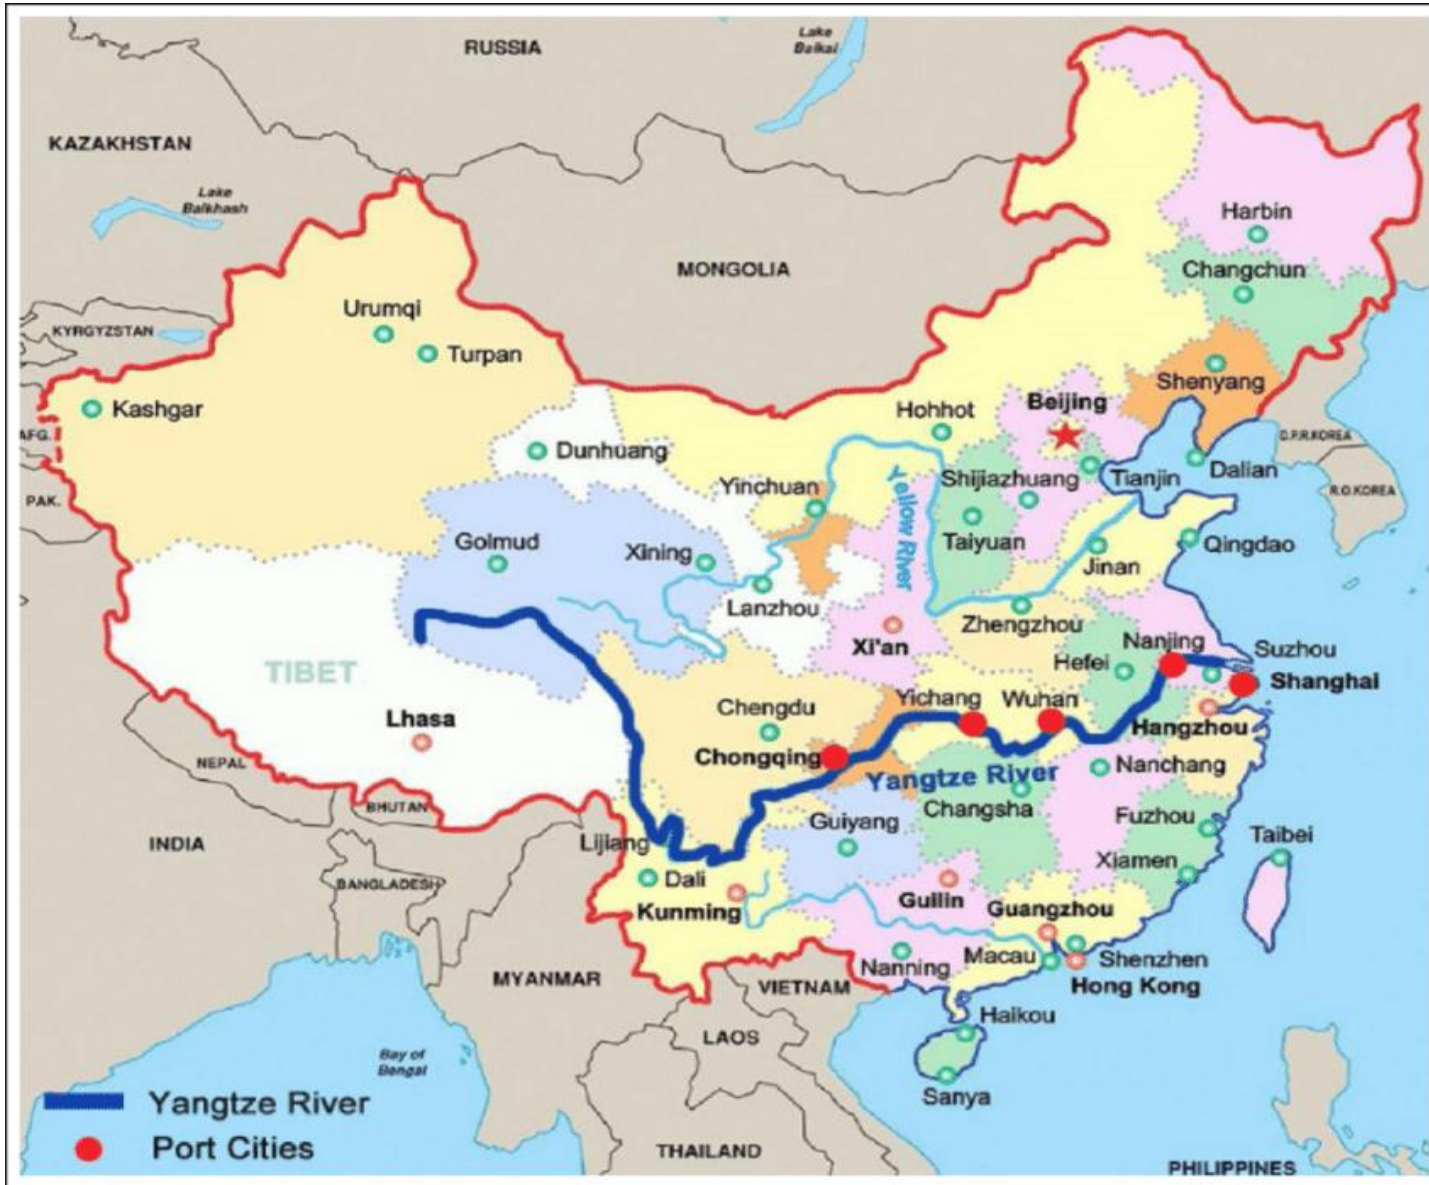 RUSSIA
Lake
Baikal
KAZAKHSTAN
Lake
Balkhash
Harbin
MONGOLIA
Changchun
Urumqi
KYRGYZSTAN
Turpan
Shenyang
Kashgar
Beijing
Hohhot
AFG.
D.P.R.KOREA
Dunhuang
Dalian
Tianjin
Shijiazhuang
Yinchuan
R.O.KOREA
PAK.
Yellow River
Golmud
Xining
Taiyuan
Qingdao
Jinan
Lanzhou
Zhengzhou
Xi'an
Nanjing
Suzhou
Hefei
TIBET
Shanghai
Yichang
Wuhan
Chengdu
Lhasa
Hangzhou
Chongqing
NEPAL
Nanchang
Yangtze River
BHUTAN
Changsha
Fuzhou
Guiyang
Taibei
INDIA
Lijiang
Xiamen
Dali
BANGLADESH
Guilin
Guangzhou
Kunming
Macau
Shenzhen
Nanning
MYANMAR
VIETNAM
Hong Kong
Haikou
LAOS
Bay of
Bengal
Sanya
Yangtze River
Port Cities
THAILAND
PHILIPPINES